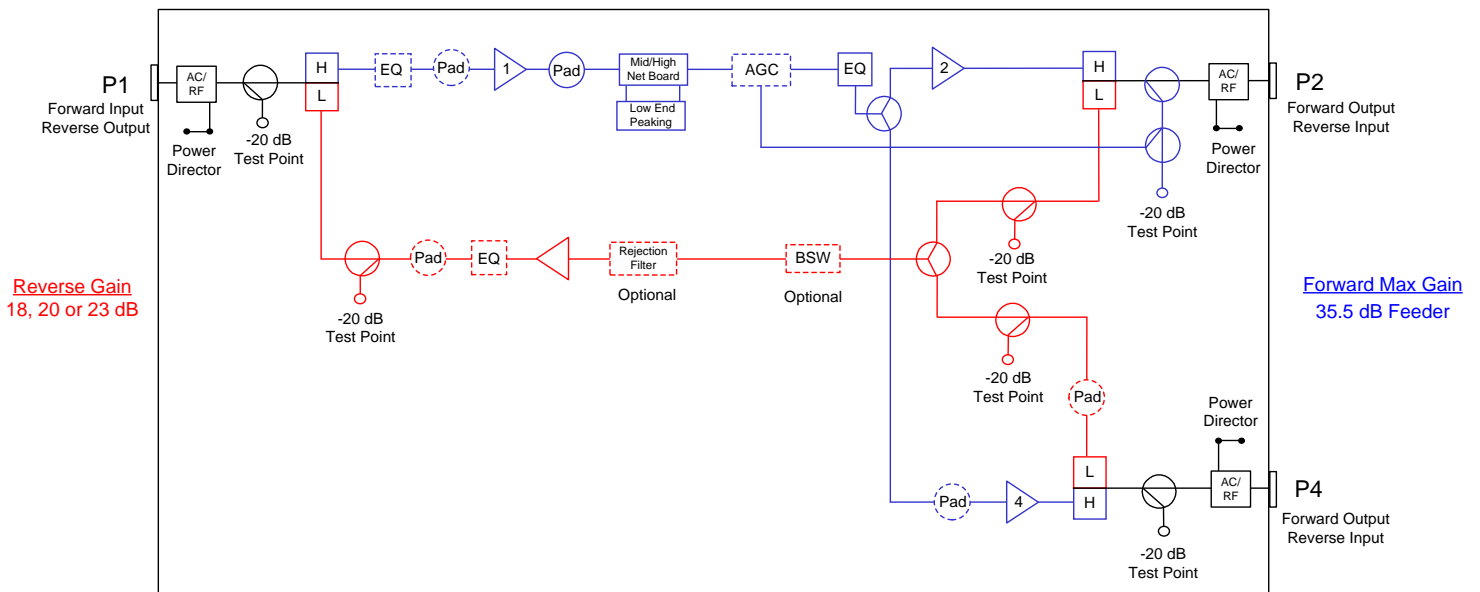 P1
Forward Input
Reverse Output
AC/
RF
Power
Director
-20 dB
Test Point
H
L
EQ
Pad
1
Pad
Mid/High
Net Board
Low End
Peaking
AGC
EQ
2
H
L
AC/
RF
P2
Forward Output
Reverse Input
Power
Director
-20 dB
Test Point
-20 dB
Test Point
Pad
EQ
Rejection
Filter
Optional
BSW
Optional
-20 dB
Test Point
Reverse Gain
18, 20 or 23 dB
Forward Max Gain
35.5 dB Feeder
-20 dB
Test Point
Pad
Power
Director
L
H
Pad
4
AC/
RF
P4
Forward Output
Reverse Input
-20 dB
Test Point